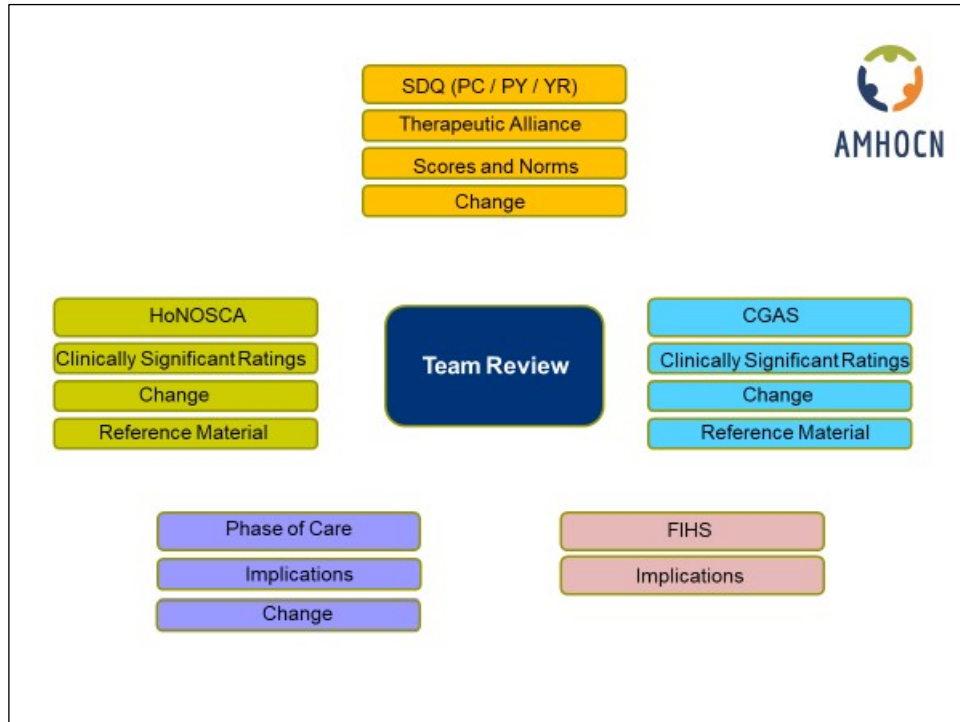 SDQ (PC / PY / YR)
Therapeutic Alliance
Scores and Norms
Change
AMHOCN
HoNOSCA
Clinically Significant Ratings
Change
Reference Material
Team Review
CGAS
Clinically Significant Ratings
Change
Reference Material
Phase of Care
Implications
Change
FIHS
Implications